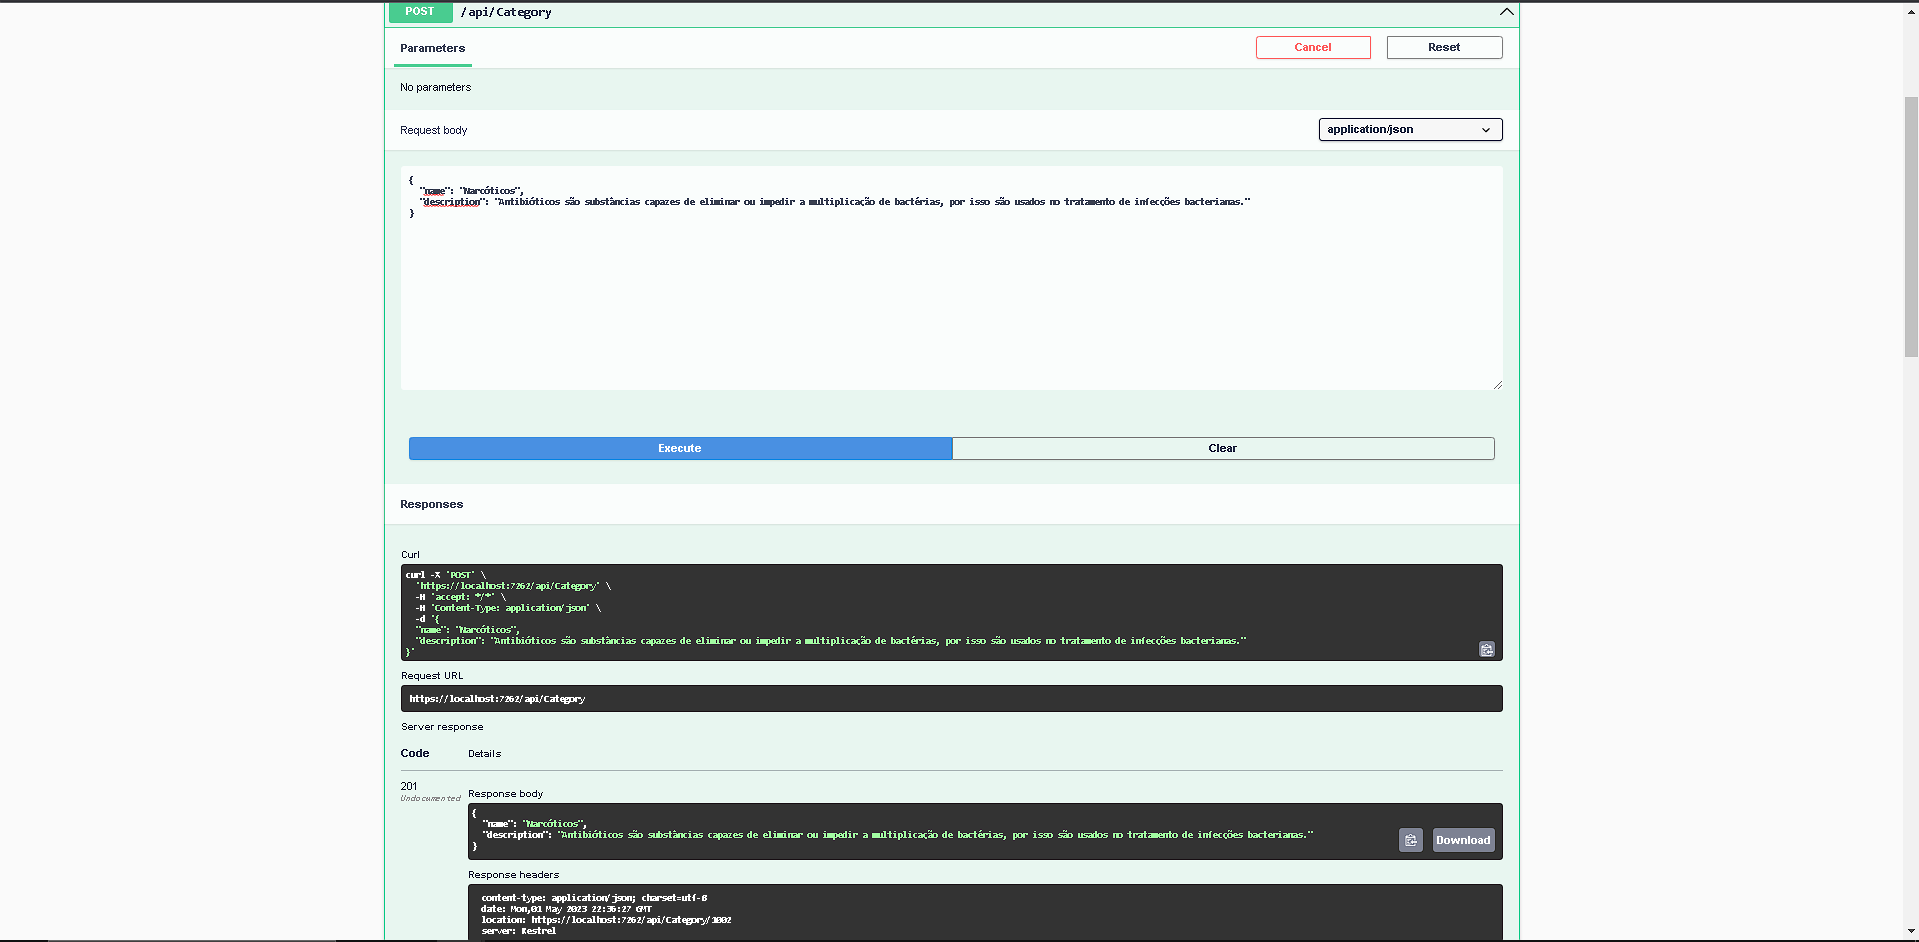 POST /api/Category
Parameters
Cancel
Reset
No parameters
Request body
application/json
{
"name": "Narcóticos",
"description": "Antibióticos são substâncias capazes de eliminar ou impedir a multiplicação de bactérias, por isso são usados no tratamento de infecções bacterianas."
}
Execute
Clear
Responses
Curl
curl -X 'POST' \
'https://localhost:7262/api/Category' \
-H 'accept: */*' \
-H 'Content-Type: application/json' \
-d '{
"name": "Narcóticos",
"description": "Antibióticos são substâncias capazes de eliminar ou impedir a multiplicação de bactérias, por isso são usados no tratamento de infecções bacterianas."
}'
Request URL
https://localhost:7262/api/Category
Server response
Code Details
201
Undocumented
Response body
{
"name": "Narcóticos",
"description": "Antibióticos são substâncias capazes de eliminar ou impedir a multiplicação de bactérias, por isso são usados no tratamento de infecções bacterianas."
}
Download
Response headers
content-type: application/json; charset=utf-8
date: Mon,01 May 2023 22:36:27 GMT
location: https://localhost:7262/api/Category/1002
server: Kestrel